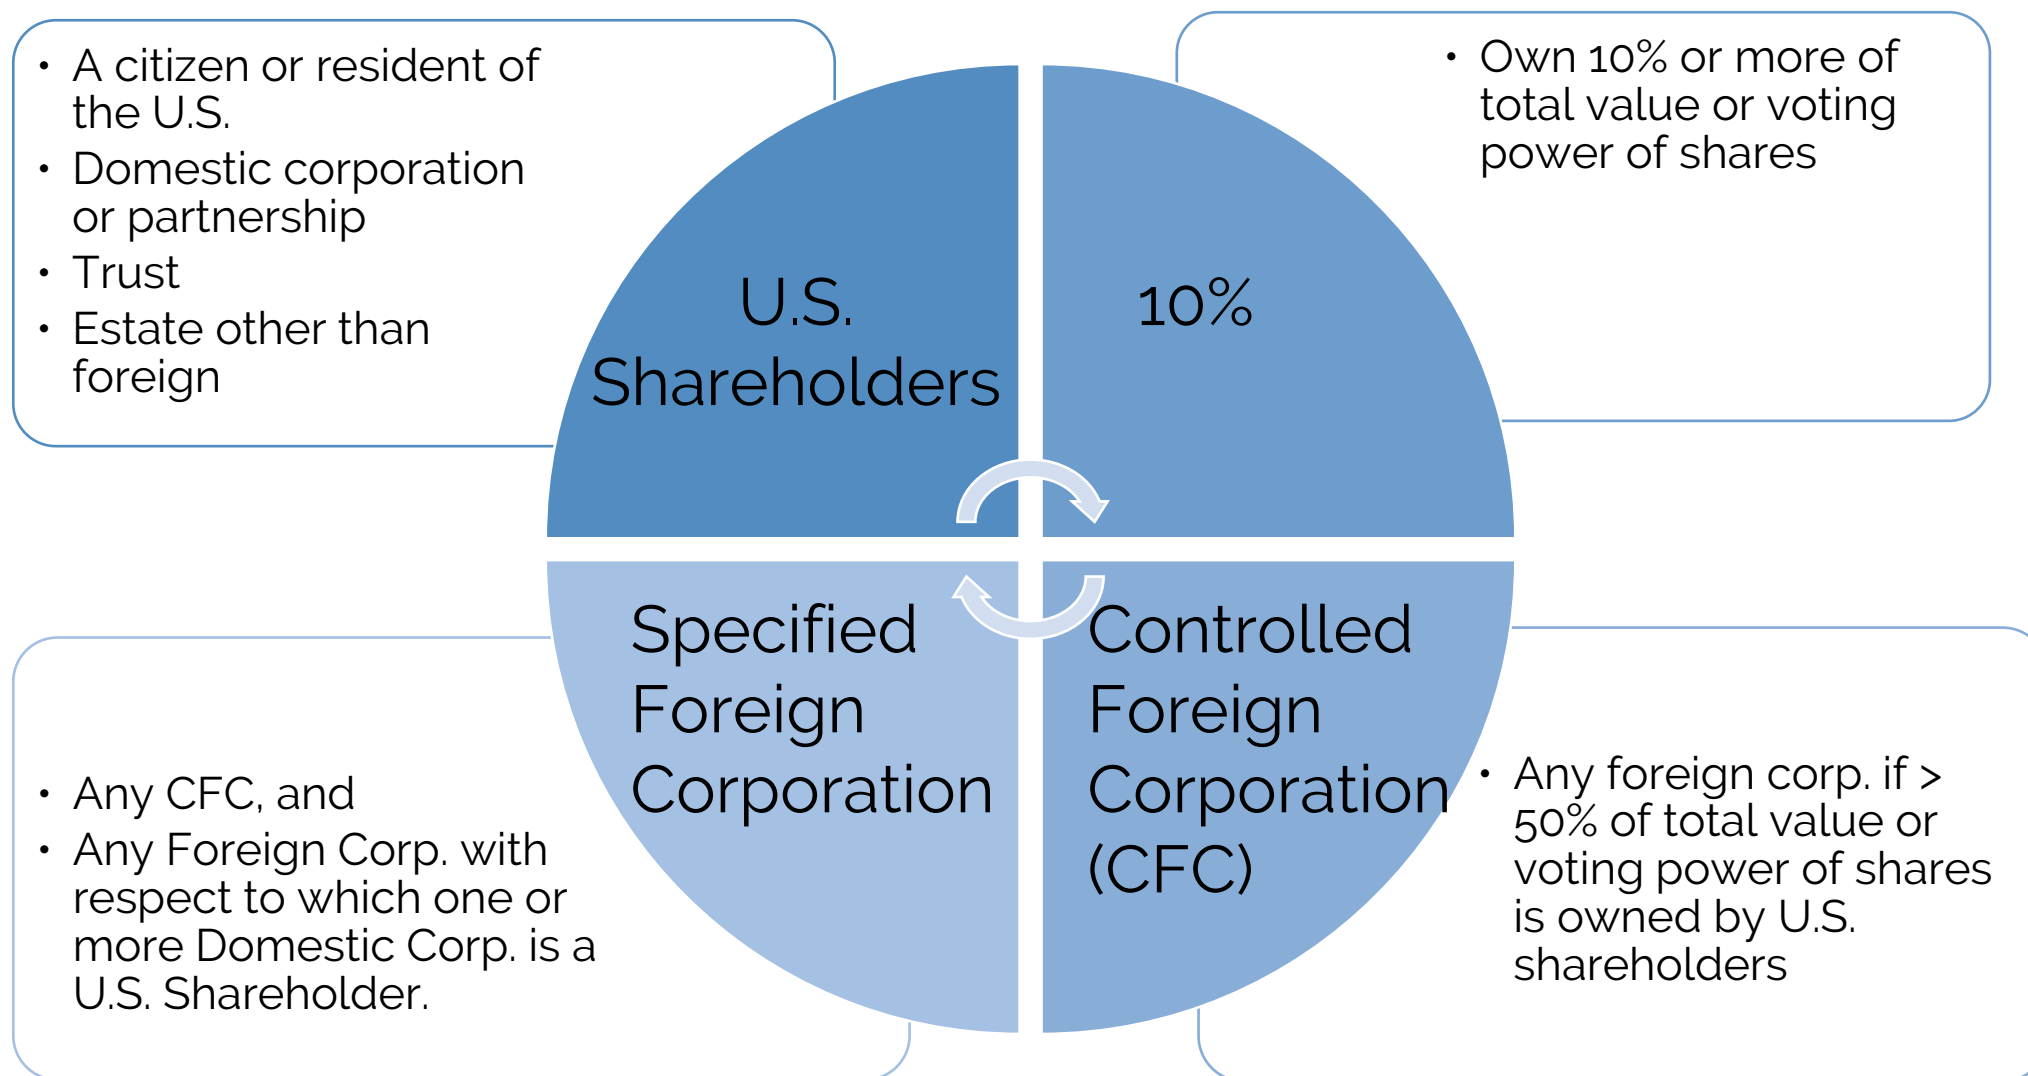 • A citizen or resident of
the U.S.
• Domestic corporation
or partnership
• Trust
• Estate other than
foreign
U.S.
Shareholders
• Own 10% or more of
total value or voting
power of shares
10%
Specified
Foreign
Corporation
• Any CFC, and
• Any Foreign Corp. with
respect to which one or
more Domestic Corp. is a
U.S. Shareholder.
Controlled
Foreign
Corporation
(CFC)
• Any foreign corp. if >
50% of total value or
voting power of shares
is owned by U.S.
shareholders